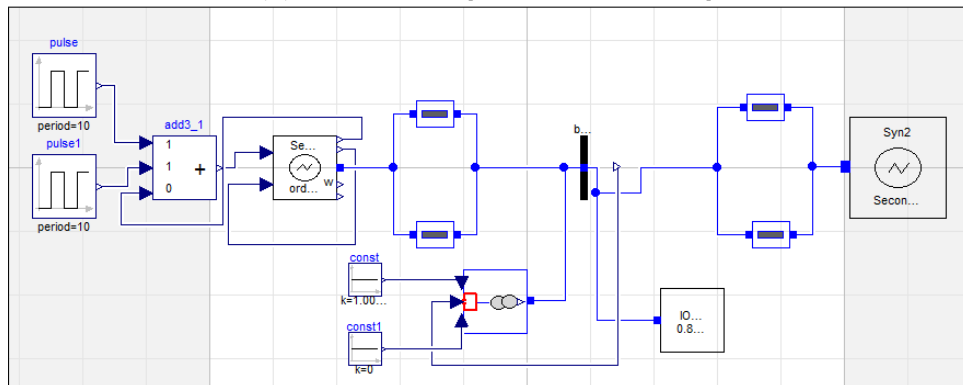 pulse
period=10
pulse1
period=10
add3_1
1
1
+
0
Se...
ord...
w
b...
Syn2
Secon...
const
k=1.00...
const1
k=0
IO...
0.8...